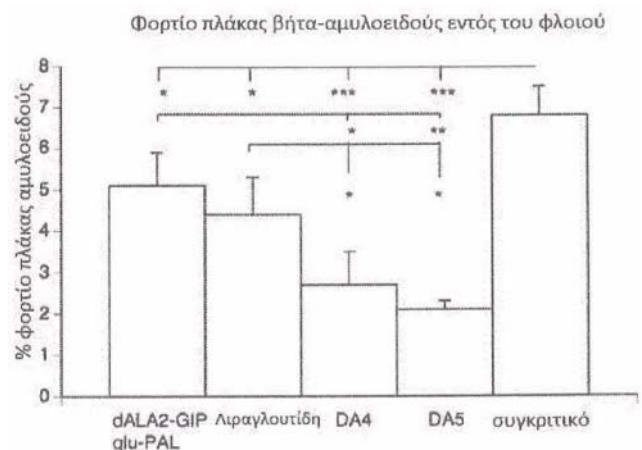 Φορτίο πλάκας βήτα-αμυλοειδούς εντός του φλοιού
% φορτίο πλάκας αμυλοειδούς
8
* * *** ***
7
* **
6
5
* *
4
3
2
1
0
dALA2-GIP Λιραγλουτίδη DA4 DA5 συγκριτικό
glu-PAL